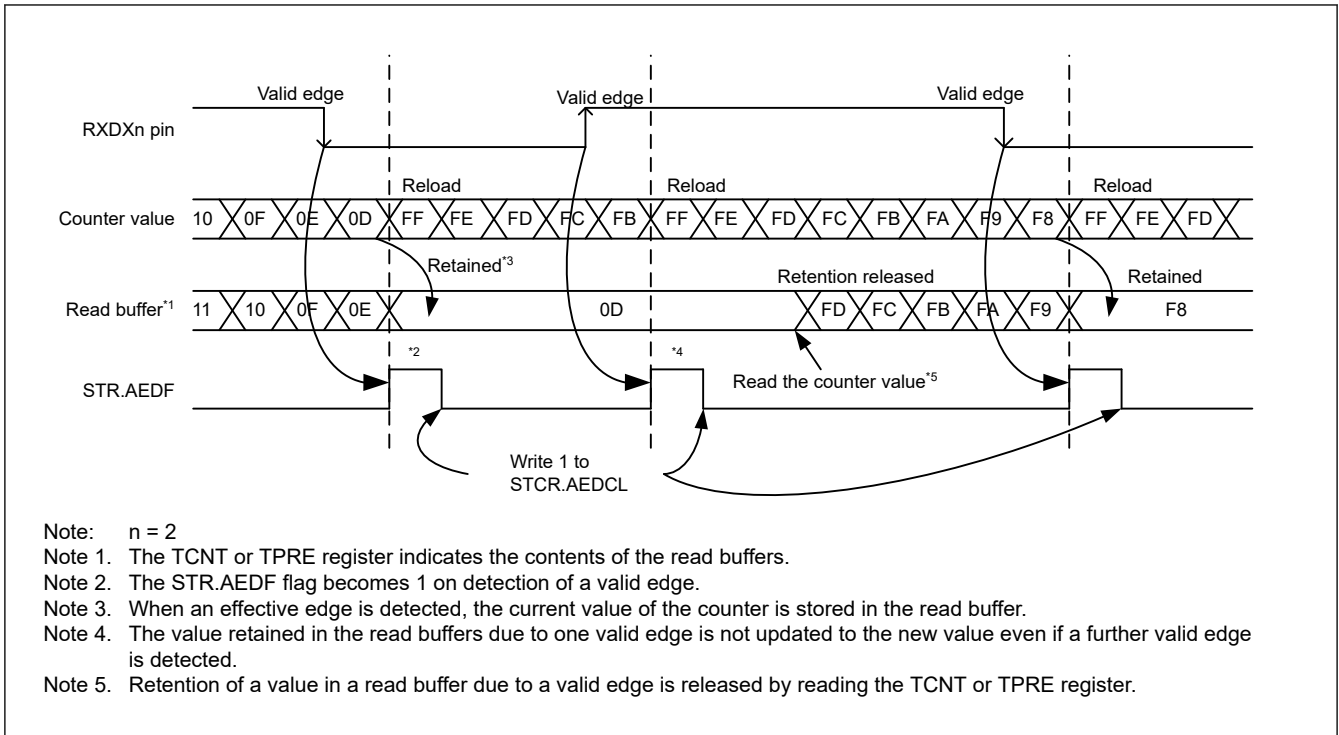 Valid edge Valid edge Valid edge
RXDXn pin
Reload Reload Reload
Counter value 10 0F 0E 0D FF FE FD FC FB FF FE FD FC FB FA F9 F8 FF FE FD
Retained*3 Retention released Retained
Read buffer*1 11 10 0F 0E 0D FD FC FB FA F9 F8
*2 *4
Read the counter value*5
STR.AEDF
Write 1 to
STCR.AEDCL
Note: n = 2
Note 1. The TCNT or TPRE register indicates the contents of the read buffers.
Note 2. The STR.AEDF flag becomes 1 on detection of a valid edge.
Note 3. When an effective edge is detected, the current value of the counter is stored in the read buffer.
Note 4. The value retained in the read buffers due to one valid edge is not updated to the new value even if a further valid edge
is detected.
Note 5. Retention of a value in a read buffer due to a valid edge is released by reading the TCNT or TPRE register.